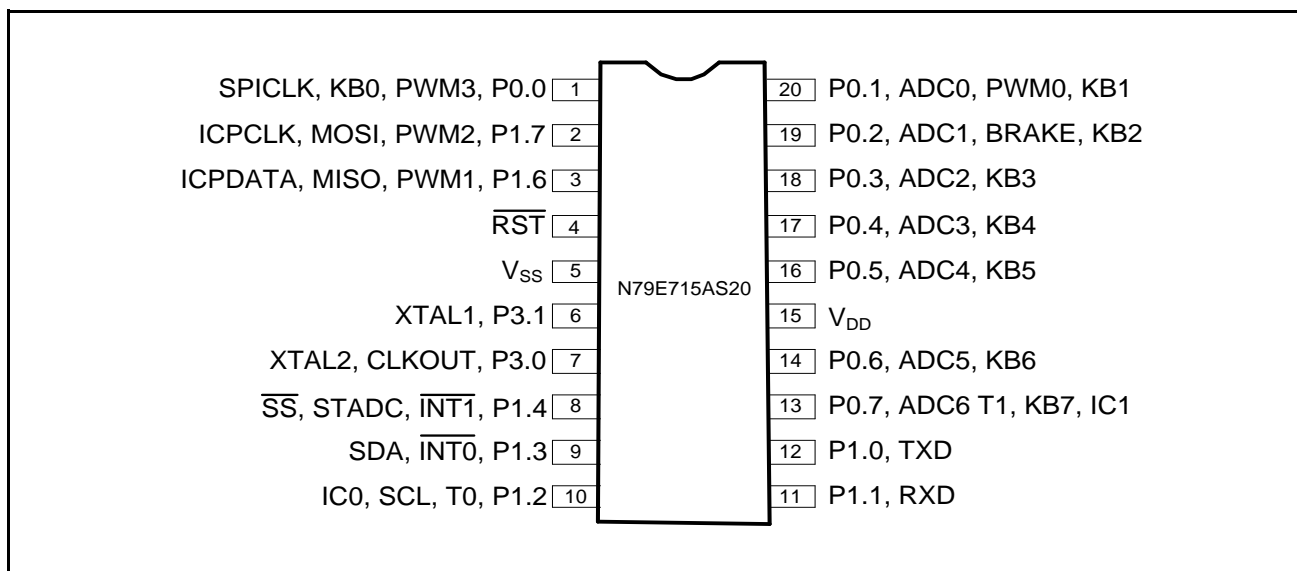 SPICLK, KB0, PWM3, P0.0 1
ICPCLK, MOSI, PWM2, P1.7 2
ICPDATA, MISO, PWM1, P1.6 3
R̅S̅T̅ 4
VSS 5
XTAL1, P3.1 6
XTAL2, CLKOUT, P3.0 7
S̅S̅, STADC, I̅N̅T̅1̅, P1.4 8
SDA, I̅N̅T̅0̅, P1.3 9
IC0, SCL, T0, P1.2 10
N79E715AS20
20 P0.1, ADC0, PWM0, KB1
19 P0.2, ADC1, BRAKE, KB2
18 P0.3, ADC2, KB3
17 P0.4, ADC3, KB4
16 P0.5, ADC4, KB5
15 VDD
14 P0.6, ADC5, KB6
13 P0.7, ADC6 T1, KB7, IC1
12 P1.0, TXD
11 P1.1, RXD